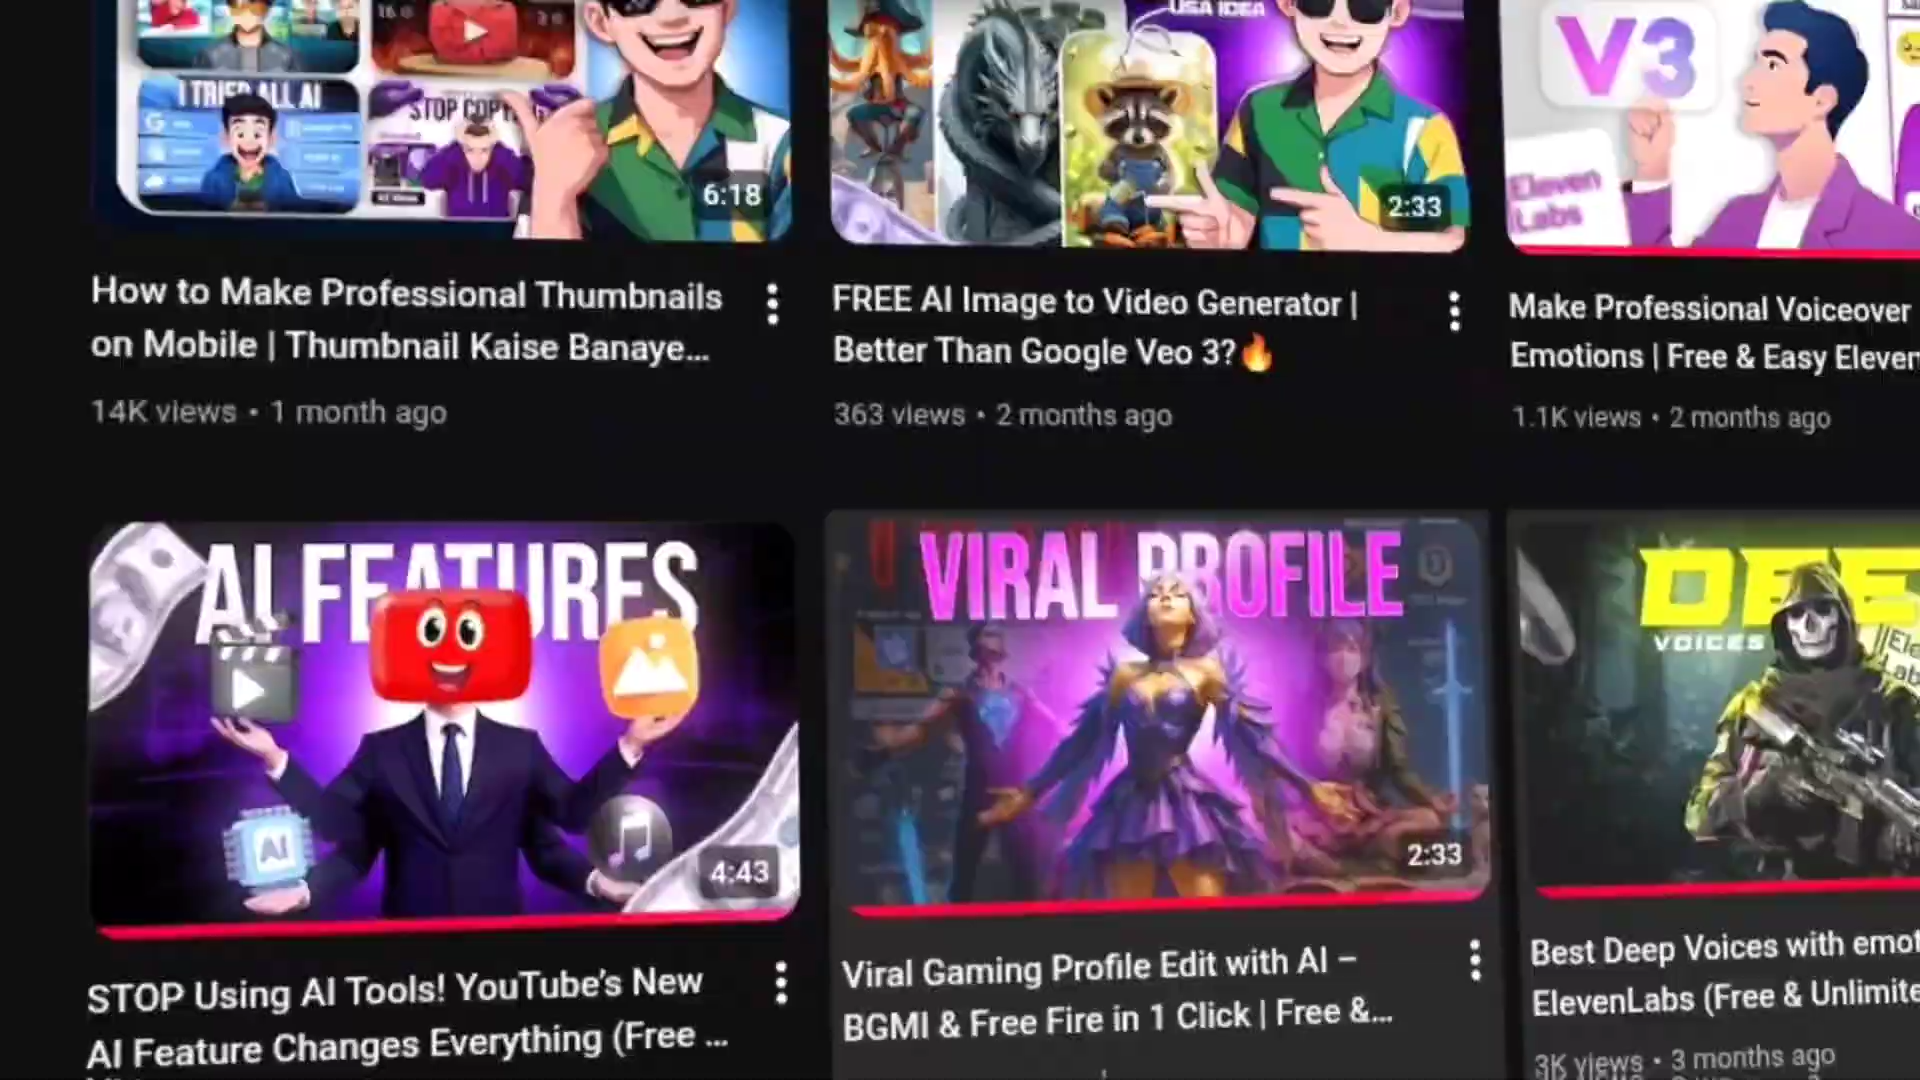 USA IDEA
V3
I TRIED ALL AI
STOP COPY
6:18
2:33
Eleven
Labs
How to Make Professional Thumbnails
on Mobile | Thumbnail Kaise Banaye...
14K views • 1 month ago
FREE AI Image to Video Generator |
Better Than Google Veo 3?🔥
363 views • 2 months ago
Make Professional Voiceover
Emotions | Free & Easy Eleven
1.1K views • 2 months ago
AI FEATURES
AI
4:43
VIRAL PROFILE
2:33
VOICES
STOP Using AI Tools! YouTube's New
AI Feature Changes Everything (Free ...
Viral Gaming Profile Edit with AI –
BGMI & Free Fire in 1 Click | Free &...
Best Deep Voices with emot
ElevenLabs (Free & Unlimite
3K views • 3 months ago